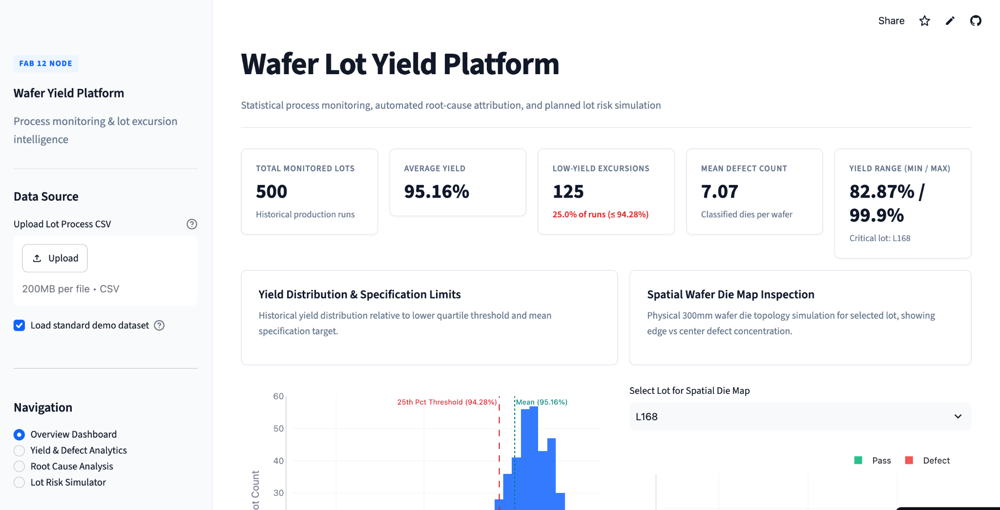 Share
FAB 12 NODE
Wafer Yield Platform
Process monitoring & lot excursion
intelligence
Data Source
Upload Lot Process CSV
Upload
200MB per file • CSV
Load standard demo dataset
Navigation
Overview Dashboard
Yield & Defect Analytics
Root Cause Analysis
Lot Risk Simulator
Wafer Lot Yield Platform
Statistical process monitoring, automated root-cause attribution, and planned lot risk simulation
TOTAL MONITORED LOTS
500
Historical production runs
AVERAGE YIELD
95.16%
LOW-YIELD EXCURSIONS
125
25.0% of runs (≤ 94.28%)
MEAN DEFECT COUNT
7.07
Classified dies per wafer
YIELD RANGE (MIN / MAX)
82.87% /
99.9%
Critical lot: L168
Yield Distribution & Specification Limits
Historical yield distribution relative to lower quartile threshold and mean
specification target.
Spatial Wafer Die Map Inspection
Physical 300mm wafer die topology simulation for selected lot, showing
edge vs center defect concentration.
60
50
40
30
ot Count
25th Pct Threshold (94.28%)
Mean (95.16%)
Select Lot for Spatial Die Map
L168
Pass
Defect